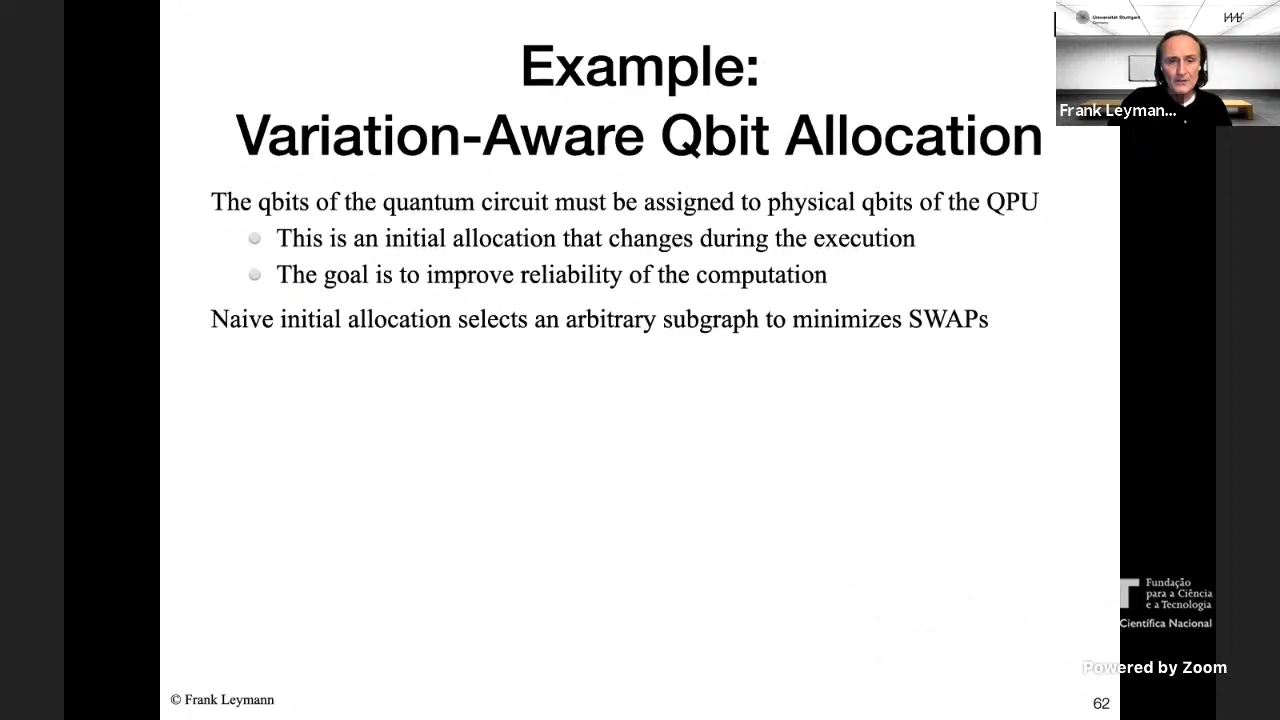 Example:
Variation-Aware Qbit Allocation
The qbits of the quantum circuit must be assigned to physical qbits of the QPU
This is an initial allocation that changes during the execution
The goal is to improve reliability of the computation
Naive initial allocation selects an arbitrary subgraph to minimizes SWAPs
© Frank Leymann
62
Universität Stuttgart
Frank Leyman...
Fundação
para a Ciência
e a Tecnologia
Científica Nacional
Powered by Zoom